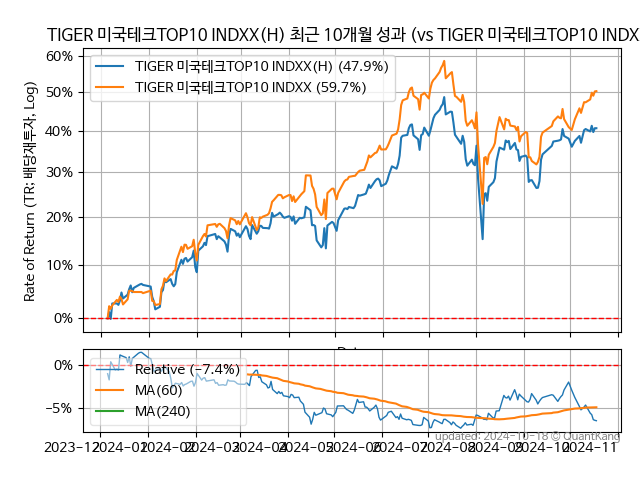 TIGER 미국테크TOP10 INDXX(H) 최근 10개월 성과 (vs TIGER 미국테크TOP10 INDX
60%
50%
40%
30%
20%
10%
0%
Rate of Return (TR: 배당재투자, Log)
TIGER 미국테크TOP10 INDXX(H) (47.9%)
TIGER 미국테크TOP10 INDXX (59.7%)
0%
−5%
Relative (−7.4%)
MA(60)
MA(240)
updated: 2024-10-18 © QuantKang
2023-12
2024-01
2024-02
2024-03
2024-04
2024-05
2024-06
2024-07
2024-08
2024-09
2024-10
2024-11